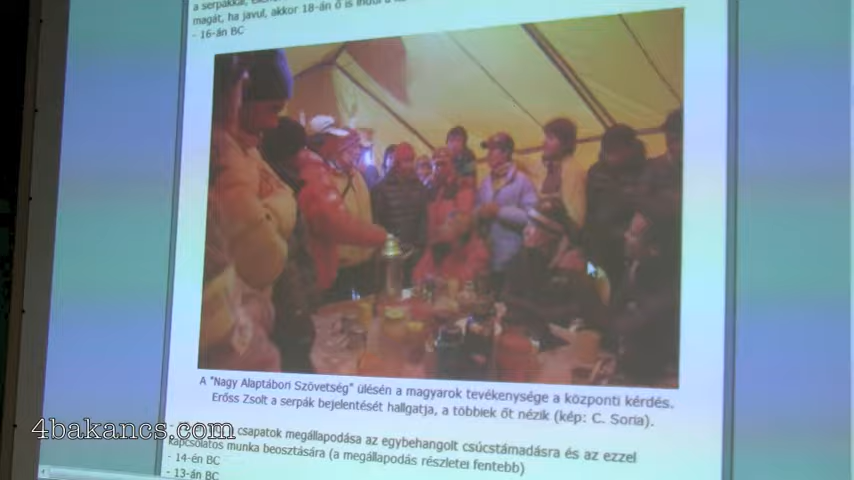 a serpákkal,
magát, ha javul, akkor 18-án ő is indul
- 16-án BC
A "Nagy Alaptábori Szövetség" ülésén a magyarok tevékenysége a központi kérdés.
Erőss Zsolt a serpák bejelentését hallgatja, a többiek őt nézik (kép: C. Soria).
4bakancs.com
csapatok megállapodása az egybehangolt csúcstámadásra és az ezzel
kapcsolatos munka beosztására (a megállapodás részletei fentebb)
- 14-én BC
- 13-án BC